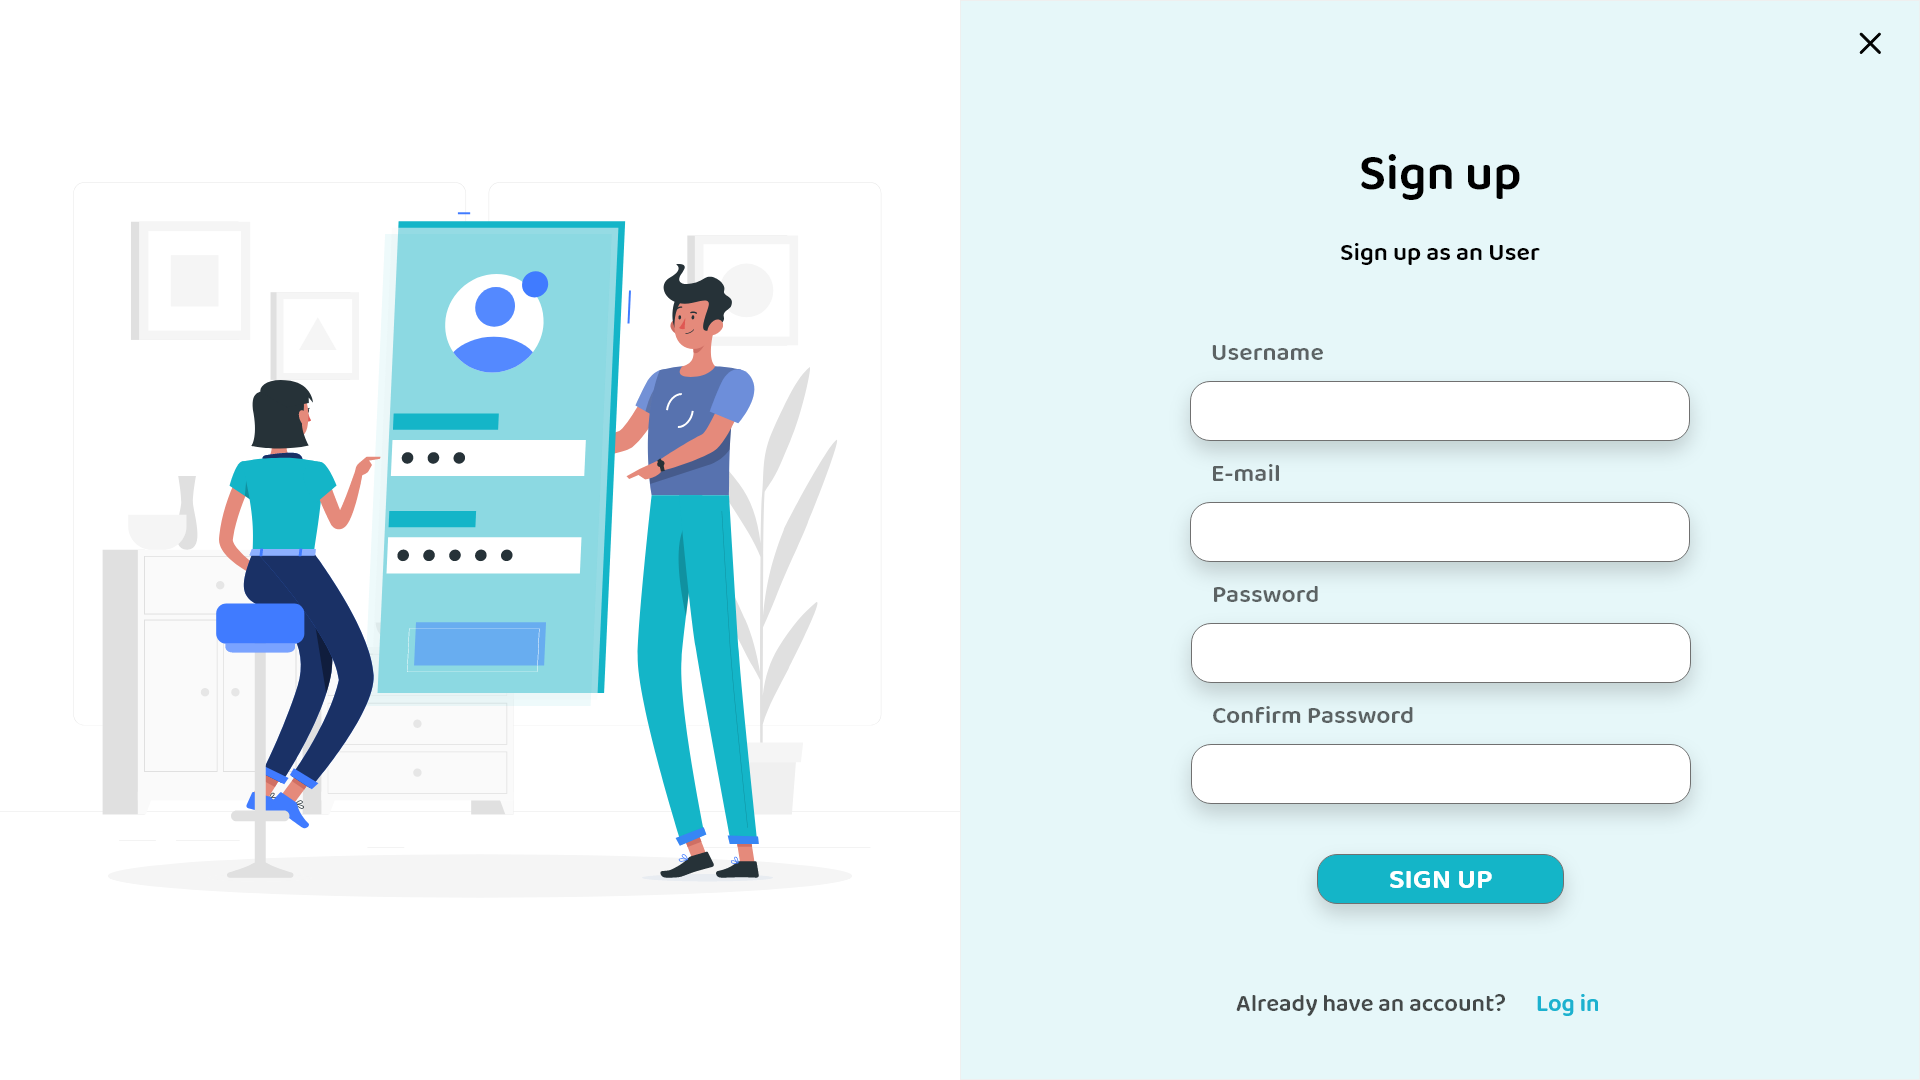 Sign up
Sign up as an User
Username
E-mail
Password
Confirm Password
SIGN UP
Already have an account? Log in